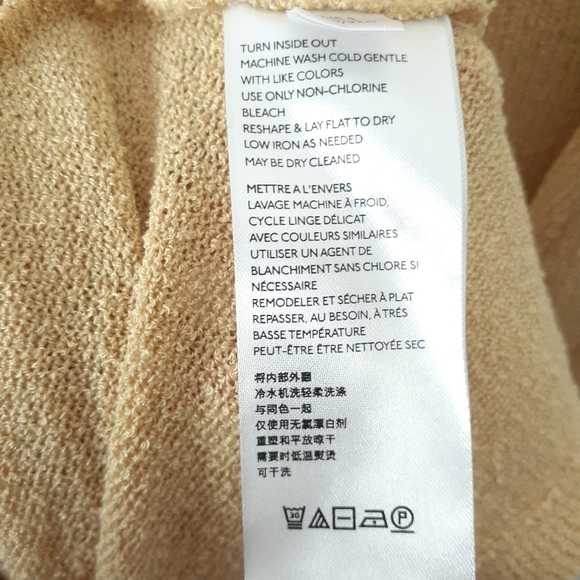 TURN INSIDE OUT
MACHINE WASH COLD GENTLE
WITH LIKE COLORS
USE ONLY NON-CHLORINE
BLEACH
RESHAPE & LAY FLAT TO DRY
LOW IRON AS NEEDED
MAY BE DRY CLEANED
METTRE A L'ENVERS
LAVAGE MACHINE À FROID,
CYCLE LINGE DÉLICAT
AVEC COULEURS SIMILAIRES
UTILISER UN AGENT DE
BLANCHIMENT SANS CHLORE SI
NÉCESSAIRE
REMODELER ET SÉCHER À PLAT
REPASSER, AU BESOIN, À TRÉS
BASSE TEMPÉRATURE
PEUT-ÊTRE ÊTRE NETTOYÉE SEC
将内部外翻
冷水机洗轻柔洗涤
与同色一起
仅使用无氯漂白剂
重塑和平放晾干
需要时低温熨烫
可干洗
30
P